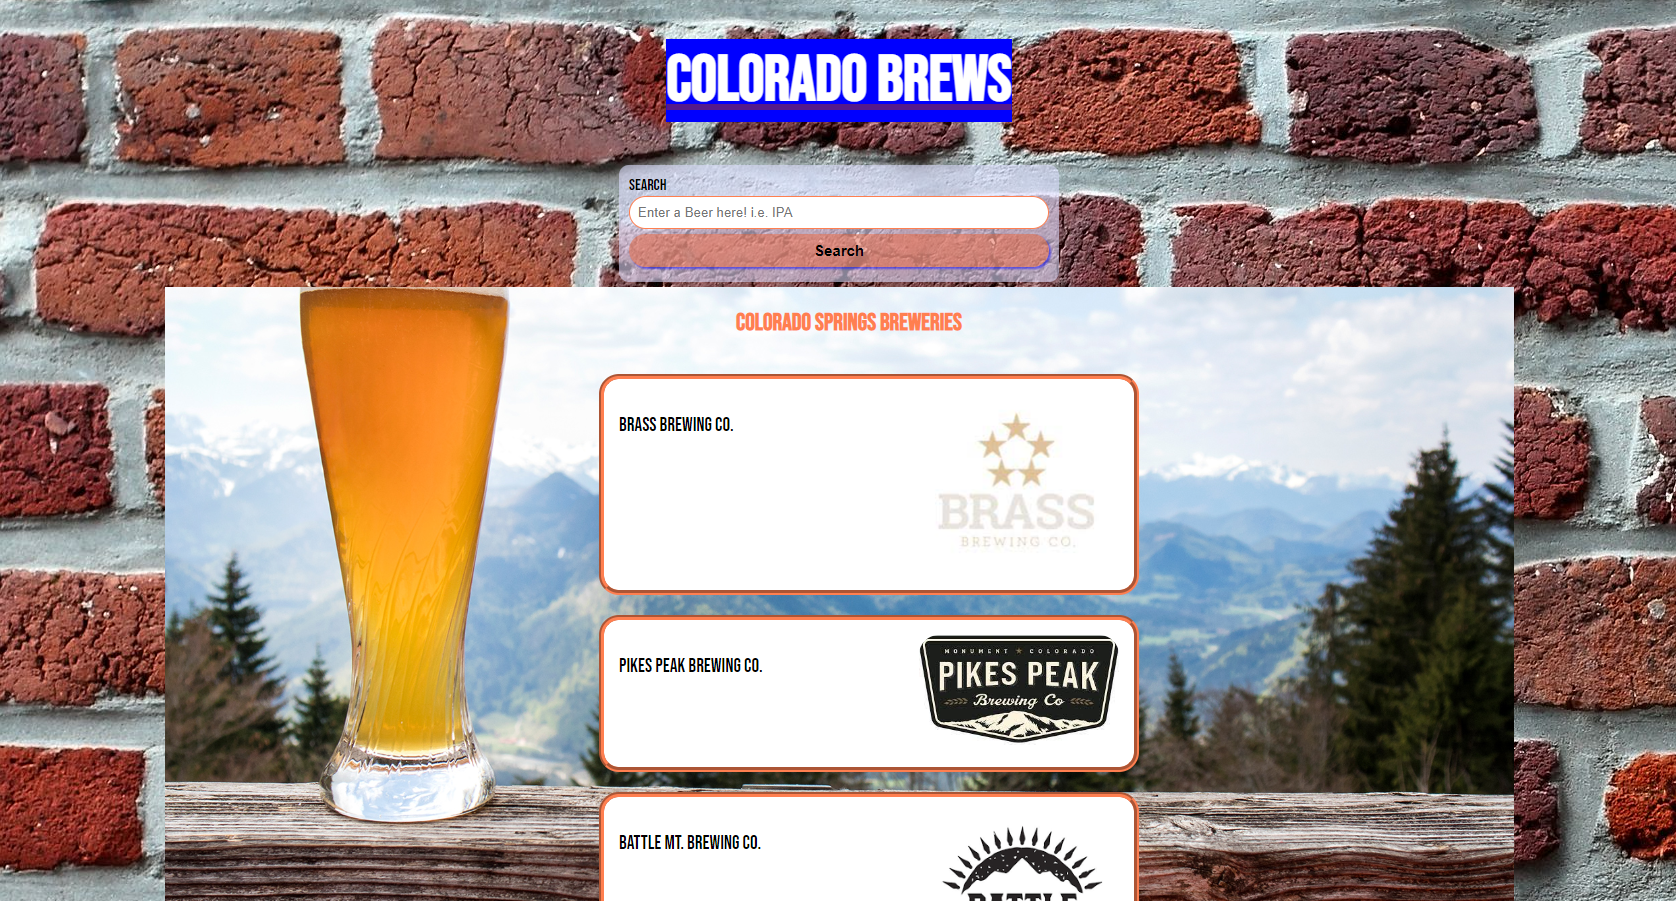 COLORADO BREWS
SEARCH
Enter a Beer here! i.e. IPA
Search
COLORADO SPRINGS BREWERIES
BRASS BREWING CO.
BRASS
BREWING CO.
PIKES PEAK BREWING CO.
MONUMENT ★ COLORADO
PIKES PEAK
Brewing Co
BATTLE MT. BREWING CO.
BATTLE